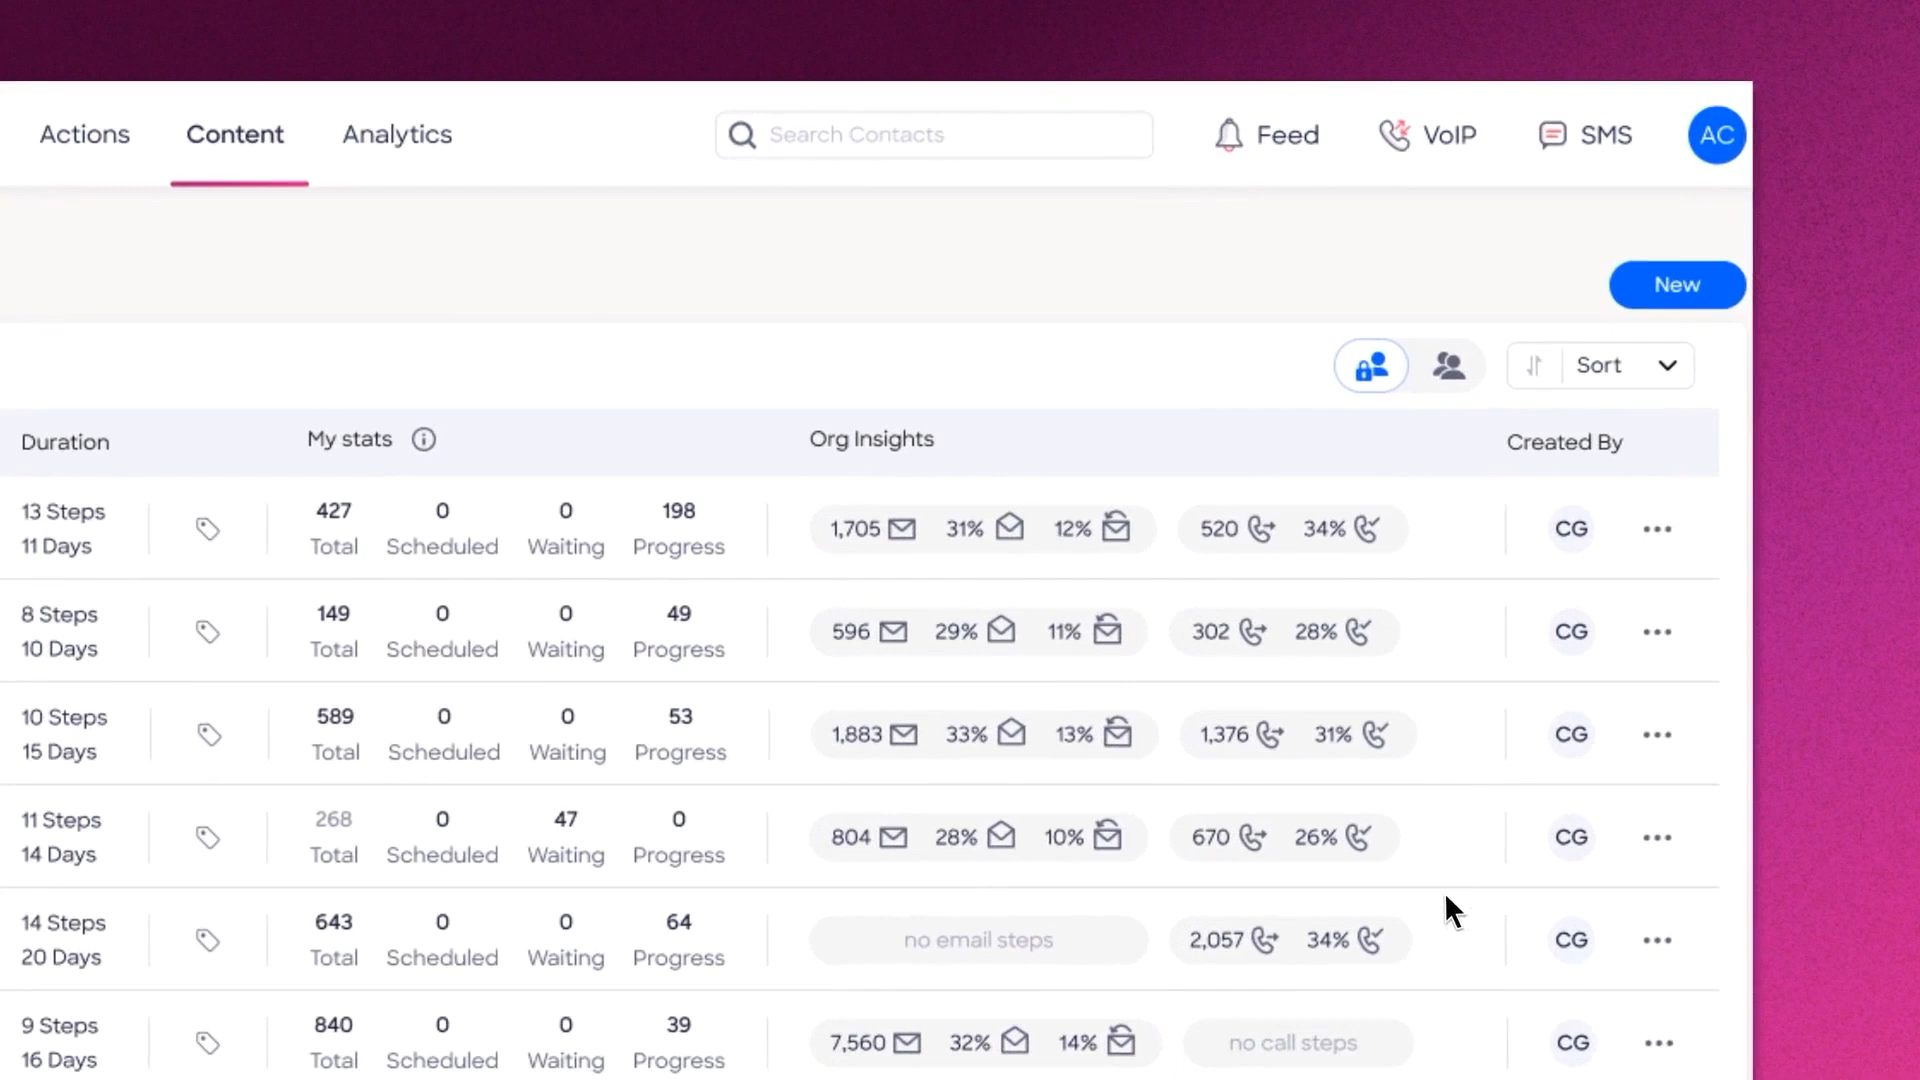 Actions Content Analytics Search Contacts Feed VoIP SMS AC
New
Sort
Duration My stats Org Insights Created By
13 Steps 427 0 0 198 1,705 31% 12% 520 34% CG
11 Days Total Scheduled Waiting Progress
8 Steps 149 0 0 49 596 29% 11% 302 28% CG
10 Days Total Scheduled Waiting Progress
10 Steps 589 0 0 53 1,883 33% 13% 1,376 31% CG
15 Days Total Scheduled Waiting Progress
11 Steps 268 0 47 0 804 28% 10% 670 26% CG
14 Days Total Scheduled Waiting Progress
14 Steps 643 0 0 64 no email steps 2,057 34% CG
20 Days Total Scheduled Waiting Progress
9 Steps 840 0 0 39 7,560 32% 14% no call steps CG
16 Days Total Scheduled Waiting Progress